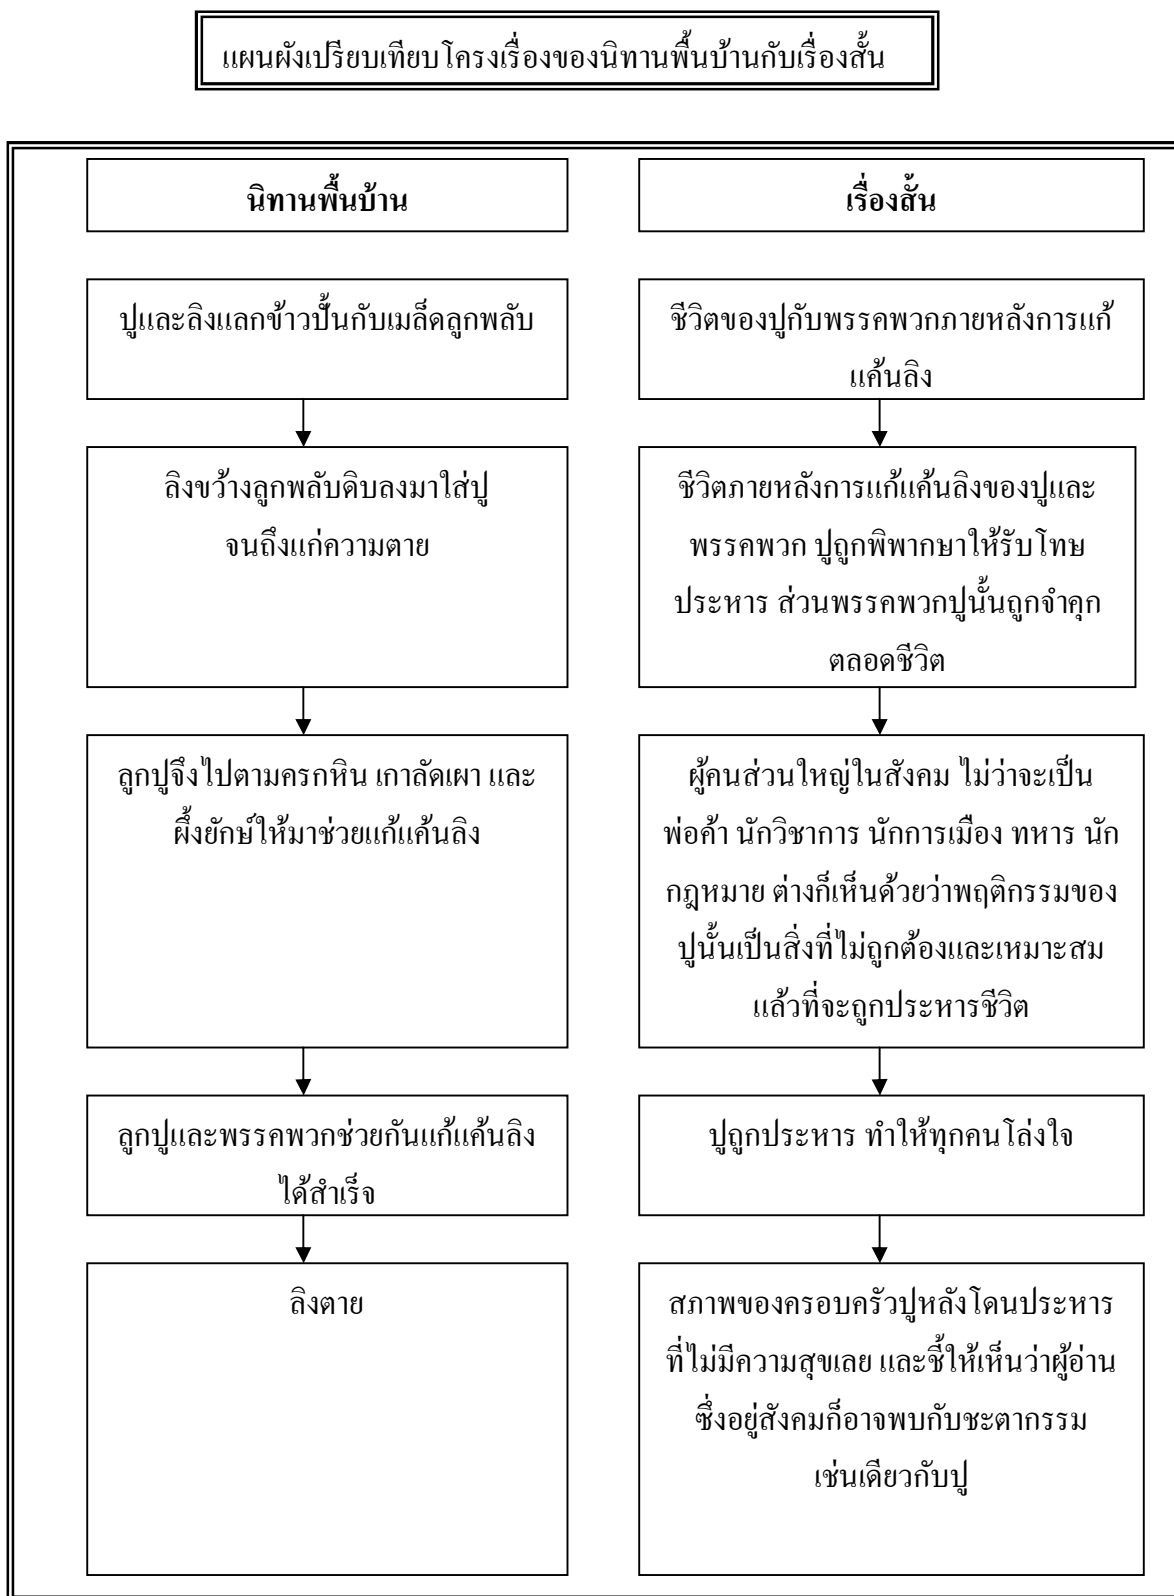 แผนผังเปรียบเทียบโครงเรื่องของนิทานพื้นบ้านกับเรื่องสั้น
นิทานพื้นบ้าน
ปูและลิงแลกข้าวปั้นกับเมล็ดลูกพลับ
ลิงขว้างลูกพลับดิบลงมาใส่ปู
จนถึงแก่ความตาย
ลูกปูจึงไปตามครกหิน เกาลัดเผา และ
ผึ้งยักษ์ให้มาช่วยแก้แค้นลิง
ลูกปูและพรรคพวกช่วยกันแก้แค้นลิง
ได้สำเร็จ
ลิงตาย
เรื่องสั้น
ชีวิตของปูกับพรรคพวกภายหลังการแก้
แค้นลิง
ชีวิตภายหลังการแก้แค้นลิงของปูและ
พรรคพวก ปูถูกพิพากษาให้รับโทษ
ประหาร ส่วนพรรคพวกปูนั้นถูกจำคุก
ตลอดชีวิต
ผู้คนส่วนใหญ่ในสังคม ไม่ว่าจะเป็น
พ่อค้า นักวิชาการ นักการเมือง ทหาร นัก
กฎหมาย ต่างก็เห็นด้วยว่าพฤติกรรมของ
ปูนั้นเป็นสิ่งที่ไม่ถูกต้องและเหมาะสม
แล้วที่จะถูกประหารชีวิต
ปูถูกประหาร ทำให้ทุกคนโล่งใจ
สภาพของครอบครัวปูหลังโดนประหาร
ที่ไม่มีความสุขเลย และชี้ให้เห็นว่าผู้อ่าน
ซึ่งอยู่สังคมก็อาจพบกับชะตากรรม
เช่นเดียวกับปู